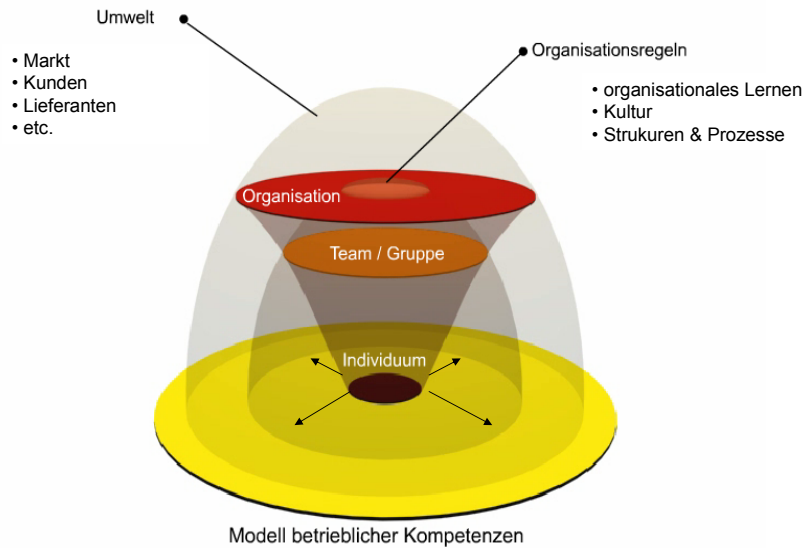 Umwelt
• Markt
• Kunden
• Lieferanten
• etc.
Organisationsregeln
• organisationales Lernen
• Kultur
• Strukuren & Prozesse
Organisation
Team / Gruppe
Individuum
Modell betrieblicher Kompetenzen